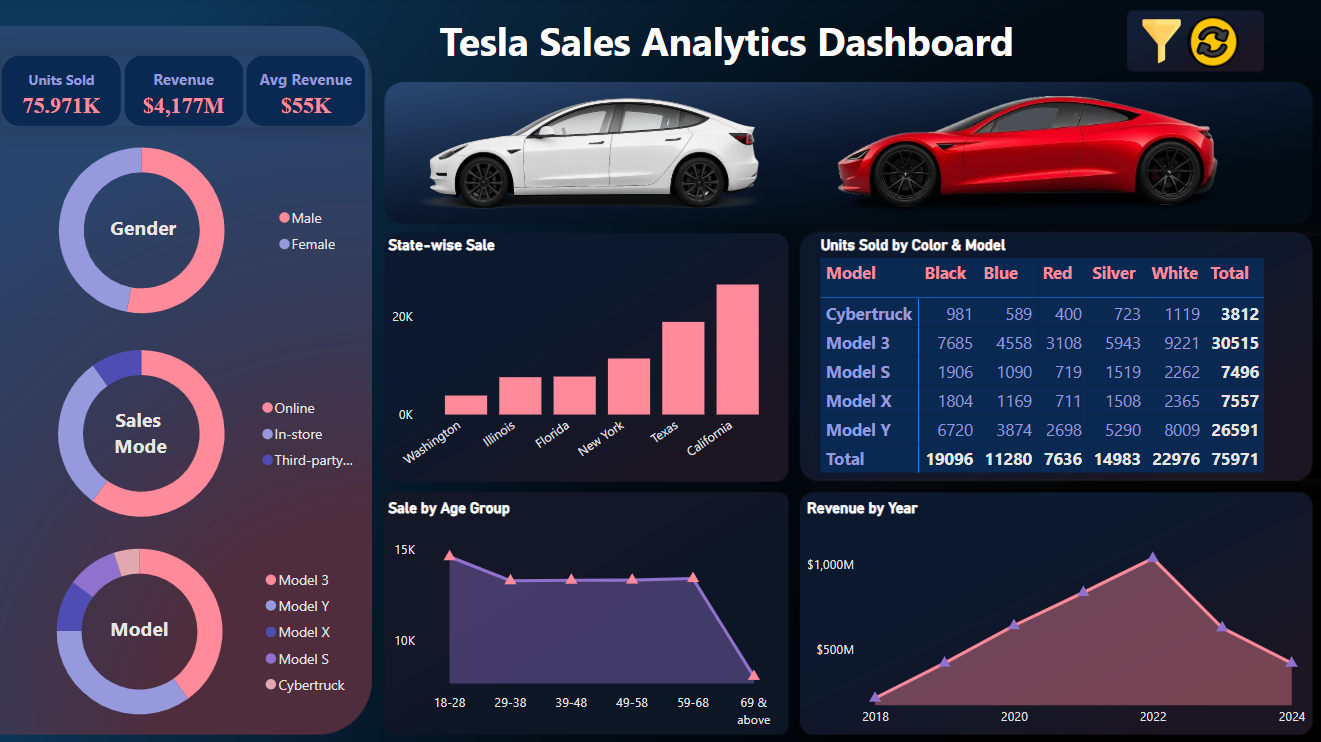 Tesla Sales Analytics Dashboard
Units Sold
75.971K
Revenue
$4,177M
Avg Revenue
$55K
Gender
Male
Female
Sales
Mode
Online
In-store
Third-party...
Model
Model 3
Model Y
Model X
Model S
Cybertruck
State-wise Sale
20K
0K
Washington
Illinois
Florida
New York
Texas
California
Units Sold by Color & Model
Model Black Blue Red Silver White Total
Cybertruck 981 589 400 723 1119 3812
Model 3 7685 4558 3108 5943 9221 30515
Model S 1906 1090 719 1519 2262 7496
Model X 1804 1169 711 1508 2365 7557
Model Y 6720 3874 2698 5290 8009 26591
Total 19096 11280 7636 14983 22976 75971
Sale by Age Group
15K
10K
18-28 29-38 39-48 49-58 59-68 69 &
above
Revenue by Year
$1,000M
$500M
2018 2020 2022 2024